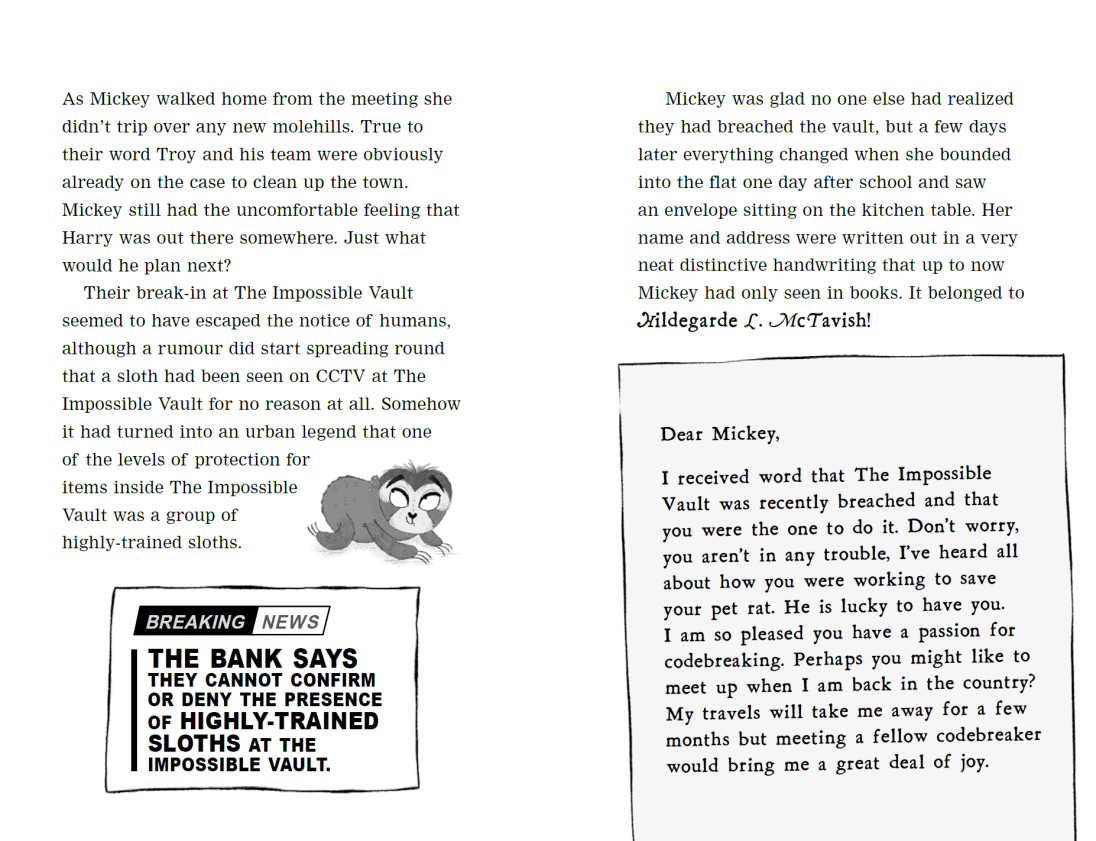 As Mickey walked home from the meeting she
didn’t trip over any new molehills. True to
their word Troy and his team were obviously
already on the case to clean up the town.
Mickey still had the uncomfortable feeling that
Harry was out there somewhere. Just what
would he plan next?
Their break-in at The Impossible Vault
seemed to have escaped the notice of humans,
although a rumour did start spreading round
that a sloth had been seen on CCTV at The
Impossible Vault for no reason at all. Somehow
it had turned into an urban legend that one
of the levels of protection for
items inside The Impossible
Vault was a group of
highly-trained sloths.
BREAKING NEWS
THE BANK SAYS
THEY CANNOT CONFIRM
OR DENY THE PRESENCE
OF HIGHLY-TRAINED
SLOTHS AT THE
IMPOSSIBLE VAULT.
Mickey was glad no one else had realized
they had breached the vault, but a few days
later everything changed when she bounded
into the flat one day after school and saw
an envelope sitting on the kitchen table. Her
name and address were written out in a very
neat distinctive handwriting that up to now
Mickey had only seen in books. It belonged to
Hildegarde L. McTavish!
Dear Mickey,
I received word that The Impossible
Vault was recently breached and that
you were the one to do it. Don’t worry,
you aren’t in any trouble, I’ve heard all
about how you were working to save
your pet rat. He is lucky to have you.
I am so pleased you have a passion for
codebreaking. Perhaps you might like to
meet up when I am back in the country?
My travels will take me away for a few
months but meeting a fellow codebreaker
would bring me a great deal of joy.